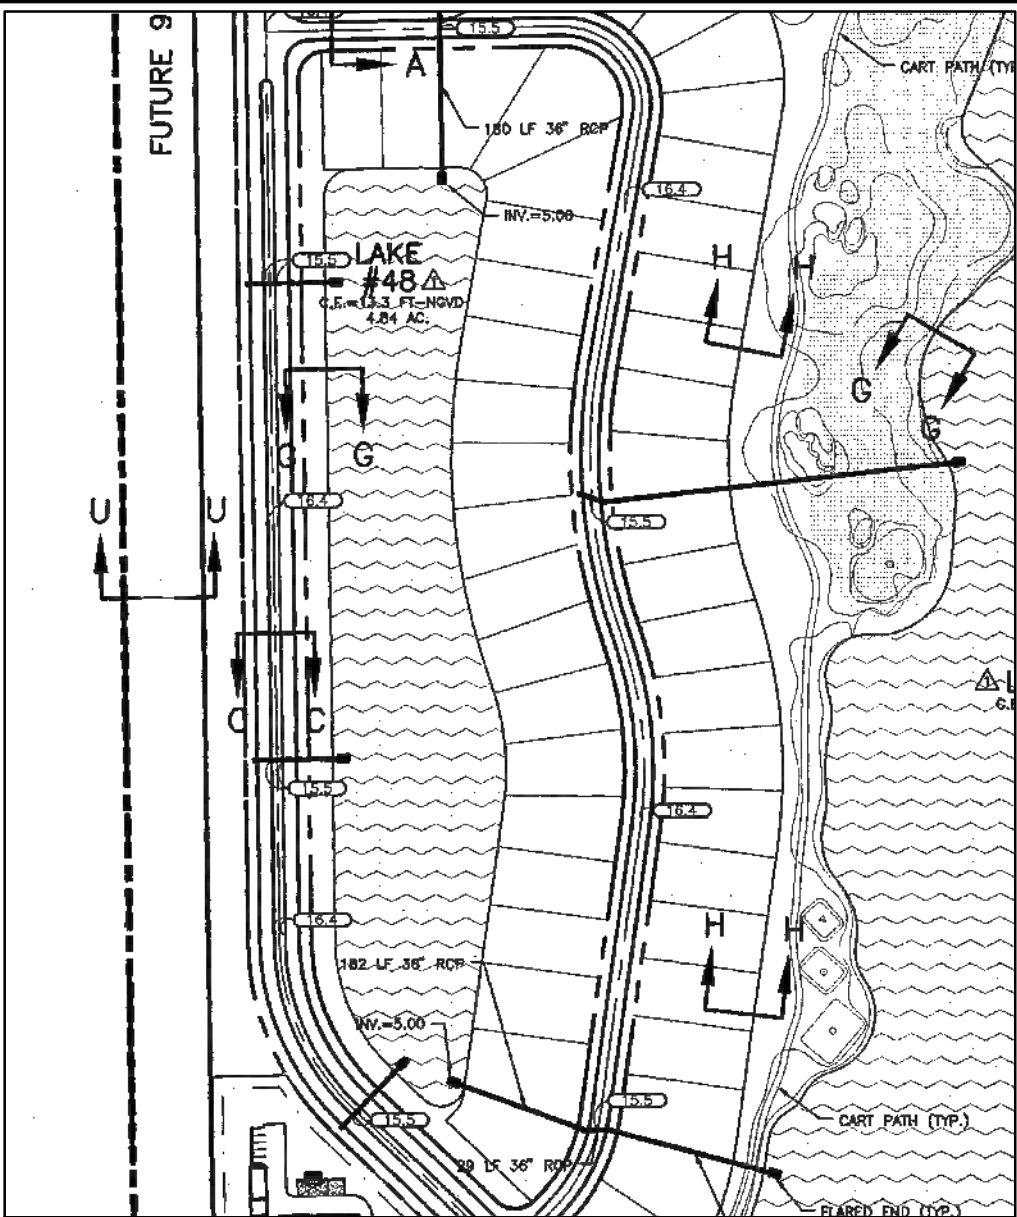 15.5
A
CART PATH (TYP
FUTURE 9
180 LF 36" RCP
16.4
INV.=5.00
H
H
15.5
LAKE
#48
C.E.=13.3 FT-NGVD
4.84 AC.
G
G
G
G
16.4
U
U
15.5
C
C
15.5
16.4
16.4
H
H
182 LF 36" RCP
INV.=5.00
15.5
15.5
CART PATH (TYP.)
29 LF 36" RCP
FLARED END (TYP.)